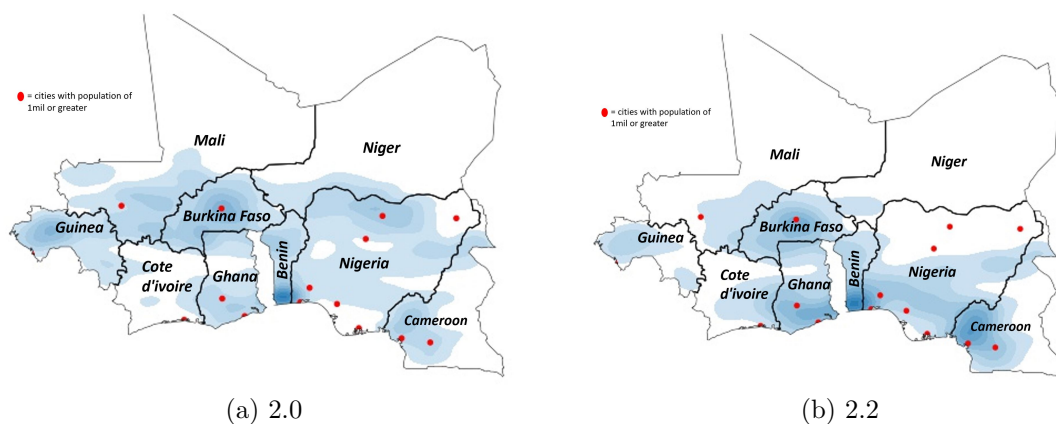 = cities with population of
1mil or greater
Mali
Niger
Burkina Faso
Guinea
Cote
d'ivoire
Ghana
Benin
Nigeria
Cameroon
(a) 2.0
= cities with population of
1mil or greater
Mali
Niger
Burkina Faso
Guinea
Cote
d'ivoire
Ghana
Benin
Nigeria
Cameroon
(b) 2.2